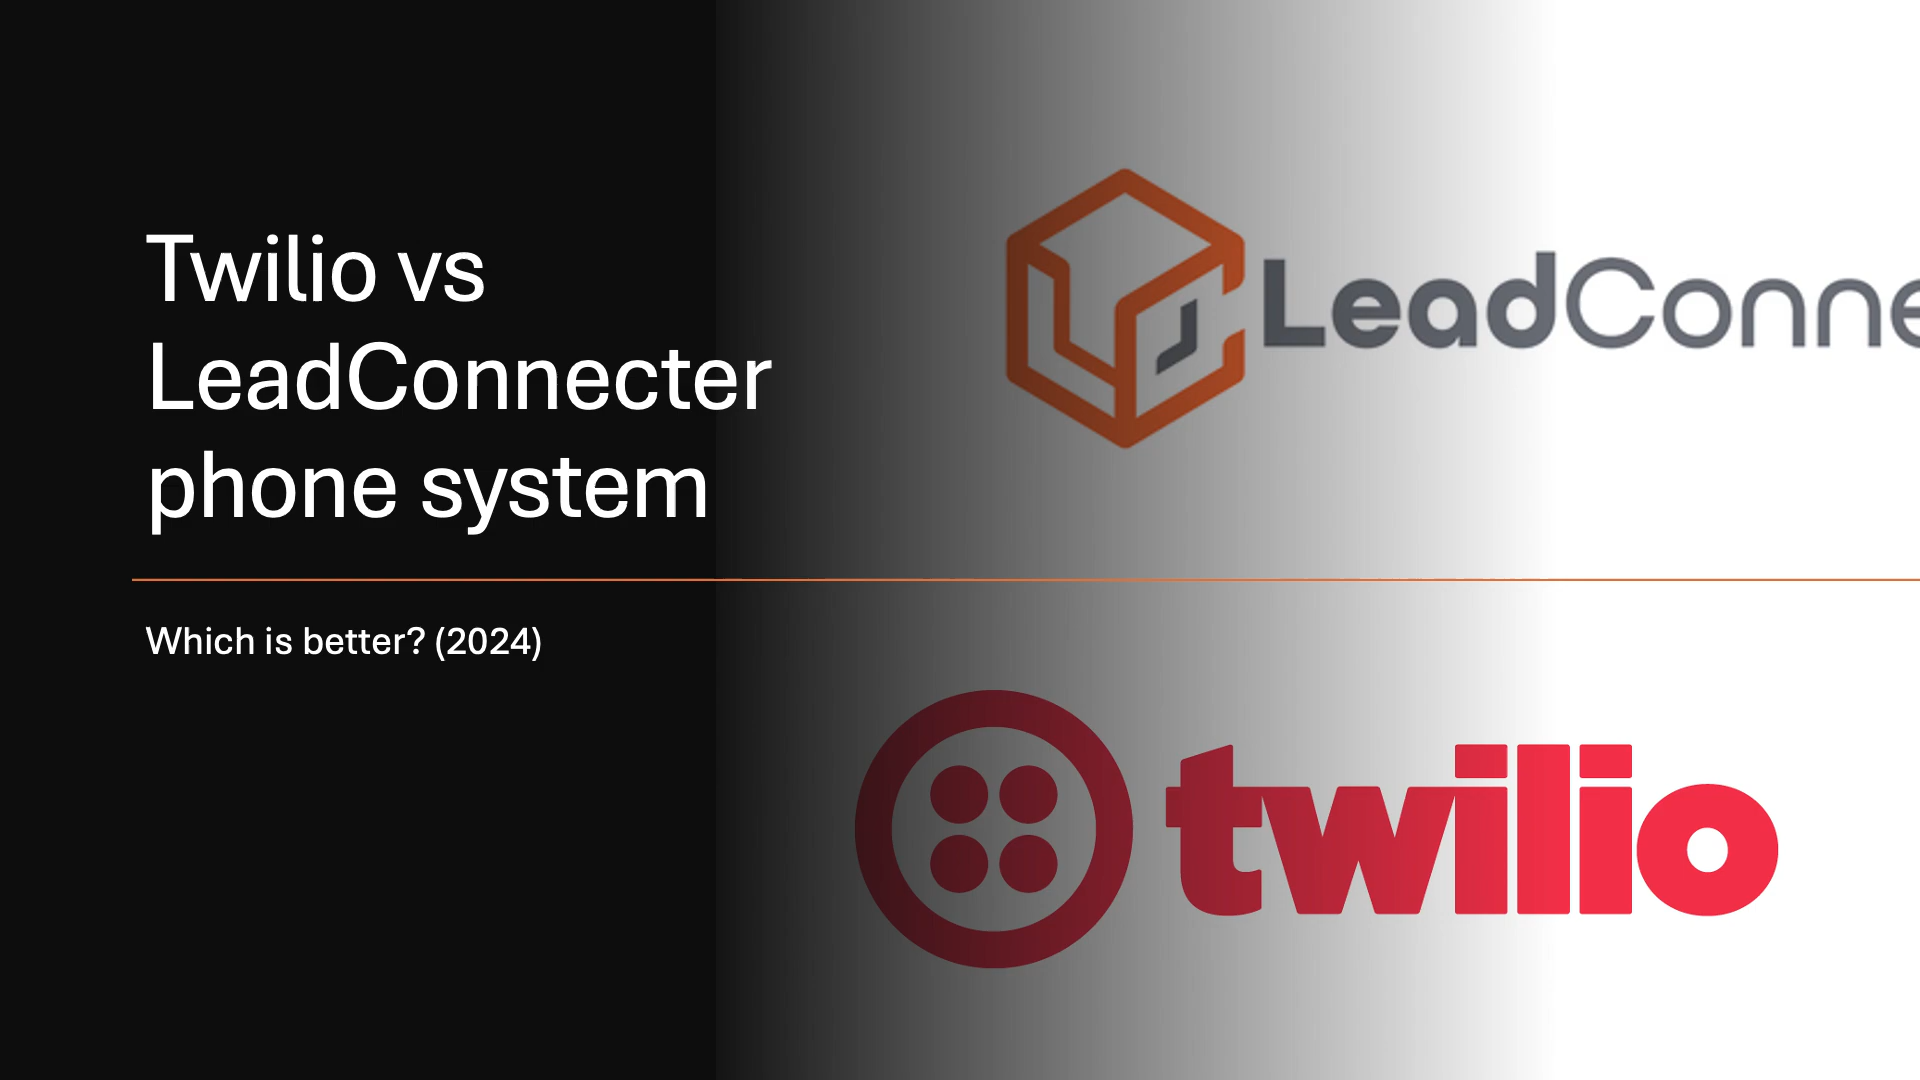 Twilio vs
LeadConnecter
phone system
Which is better? (2024)
LeadConne
twilio